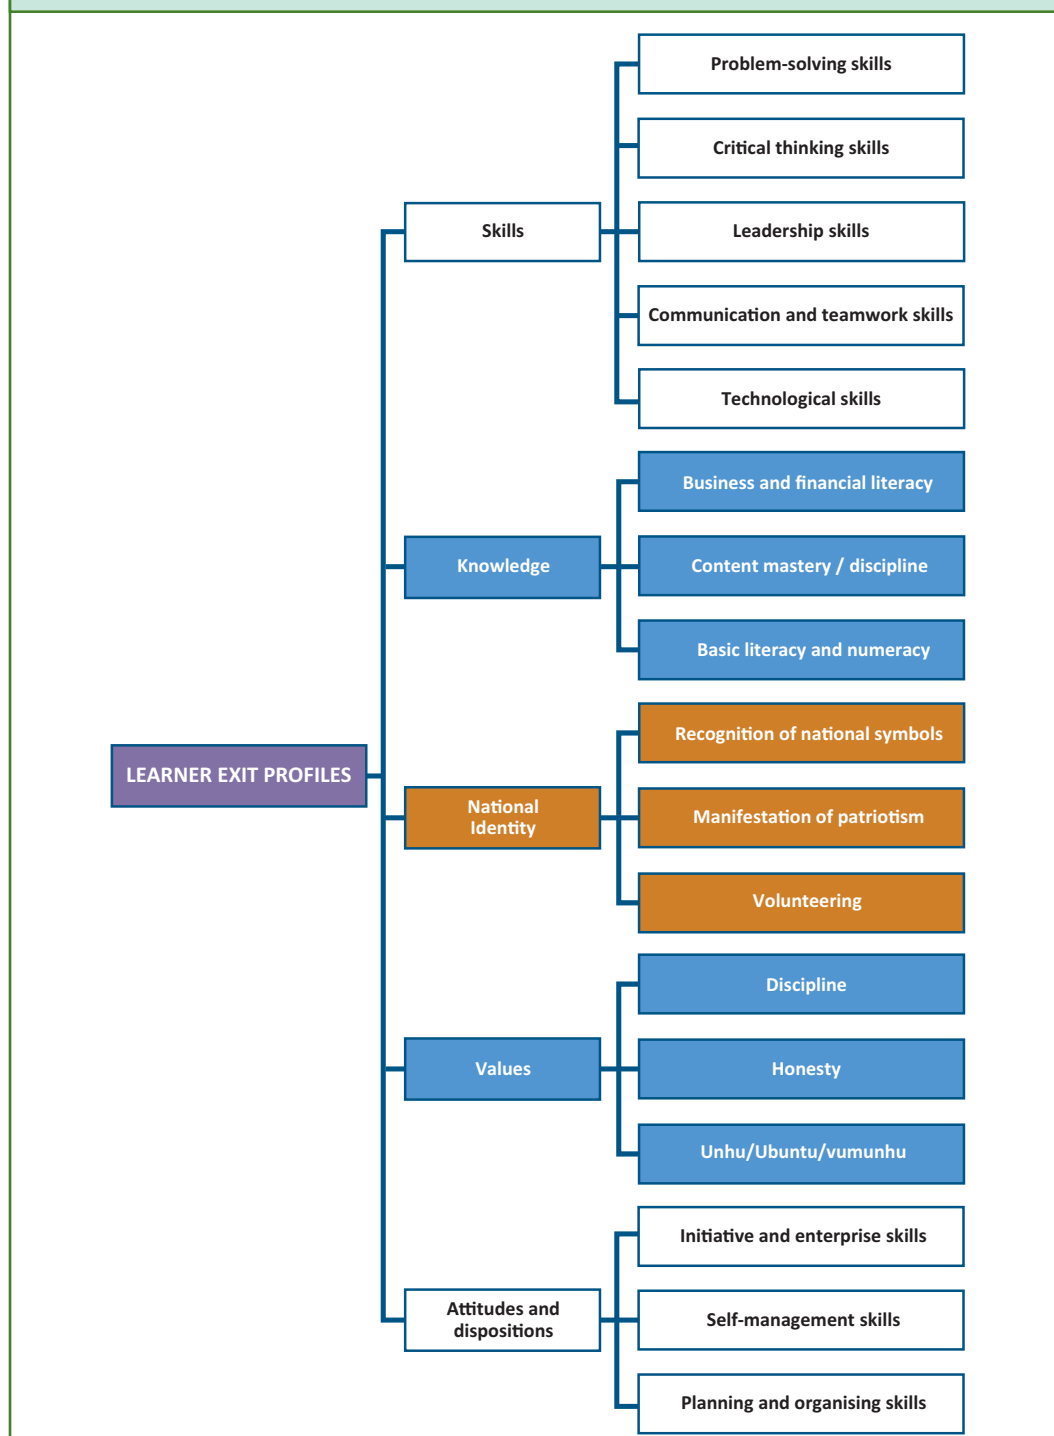 Problem-solving skills
Critical thinking skills
Skills
Leadership skills
Communication and teamwork skills
Technological skills
Business and financial literacy
Knowledge
Content mastery / discipline
Basic literacy and numeracy
LEARNER EXIT PROFILES
Recognition of national symbols
National
Identity
Manifestation of patriotism
Volunteering
Discipline
Values
Honesty
Unhu/Ubuntu/vumunhu
Initiative and enterprise skills
Attitudes and
dispositions
Self-management skills
Planning and organising skills